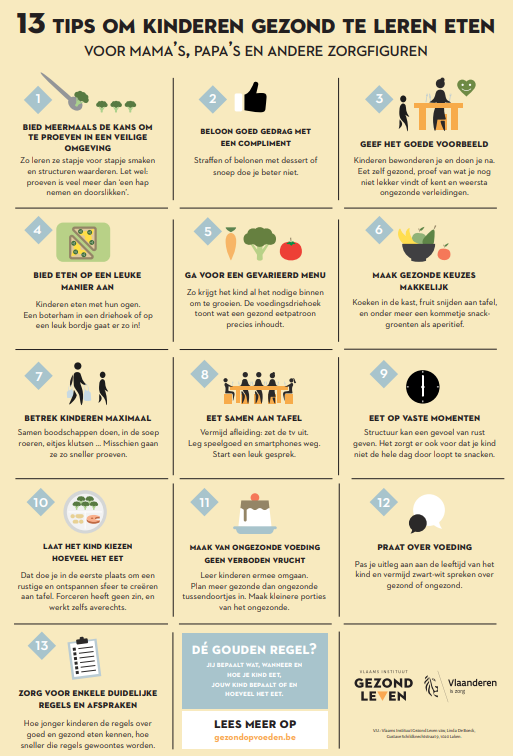 13 TIPS OM KINDEREN GEZOND TE LEREN ETEN
VOOR MAMA'S, PAPA'S EN ANDERE ZORGFIGUREN
1
BIED MEERMAALS DE KANS OM
TE PROEVEN IN EEN VEILIGE
OMGEVING
Zo leren ze stapje voor stapje smaken
en structuren waarderen. Let wel:
proeven is veel meer dan 'een hap
nemen en doorslikken'.
2
BELOON GOED GEDRAG MET
EEN COMPLIMENT
Straffen of belonen met dessert of
snoep doe je beter niet.
3
GEEF HET GOEDE VOORBEELD
Kinderen bewonderen je en doen je na.
Eet zelf gezond, proef van wat je nog
niet lekker vindt of kent en weersta
ongezonde verleidingen.
4
BIED ETEN OP EEN LEUKE
MANIER AAN
Kinderen eten met hun ogen.
Een boterham in een driehoek of op
een leuk bordje gaat er zo in!
5
GA VOOR EEN GEVARIEERD MENU
Zo krijgt het kind al het nodige binnen
om te groeien. De voedingsdriehoek
toont wat een gezond eetpatroon
precies inhoudt.
6
MAAK GEZONDE KEUZES
MAKKELIJK
Koeken in de kast, fruit snijden aan tafel,
en onder meer een kommetje snack-
groenten als aperitief.
7
BETREK KINDEREN MAXIMAAL
Samen boodschappen doen, in de soep
roeren, eitjes klutsen ... Misschien gaan
ze zo sneller proeven.
8
EET SAMEN AAN TAFEL
Vermijd afleiding: zet de tv uit.
Leg speelgoed en smartphones weg.
Start een leuk gesprek.
9
EET OP VASTE MOMENTEN
Structuur kan een gevoel van rust
geven. Het zorgt er ook voor dat je kind
niet de hele dag door loopt te snacken.
10
LAAT HET KIND KIEZEN
HOEVEEL HET EET
Dat doe je in de eerste plaats om een
rustige en ontspannen sfeer te creëren
aan tafel. Forceren heeft geen zin, en
werkt zelfs averechts.
11
MAAK VAN ONGEZONDE VOEDING
GEEN VERBODEN VRUCHT
Leer kinderen ermee omgaan.
Plan meer gezonde dan ongezonde
tussendoortjes in. Maak kleinere porties
van het ongezonde.
12
PRAAT OVER VOEDING
Pas je uitleg aan aan de leeftijd van het
kind en vermijd zwart-wit spreken over
gezond of ongezond.
13
ZORG VOOR ENKELE DUIDELIJKE
REGELS EN AFSPRAKEN
Hoe jonger kinderen de regels over
goed en gezond eten kennen, hoe
sneller die regels gewoontes worden.
DÉ GOUDEN REGEL?
JIJ BEPAALT WAT, WANNEER EN
HOE JE KIND EET,
JOUW KIND BEPAALT OF EN
HOEVEEL HET EET.
LEES MEER OP
gezondopvoeden.be
VLAAMS INSTITUUT
GEZOND
LEVEN
Vlaanderen
is zorg